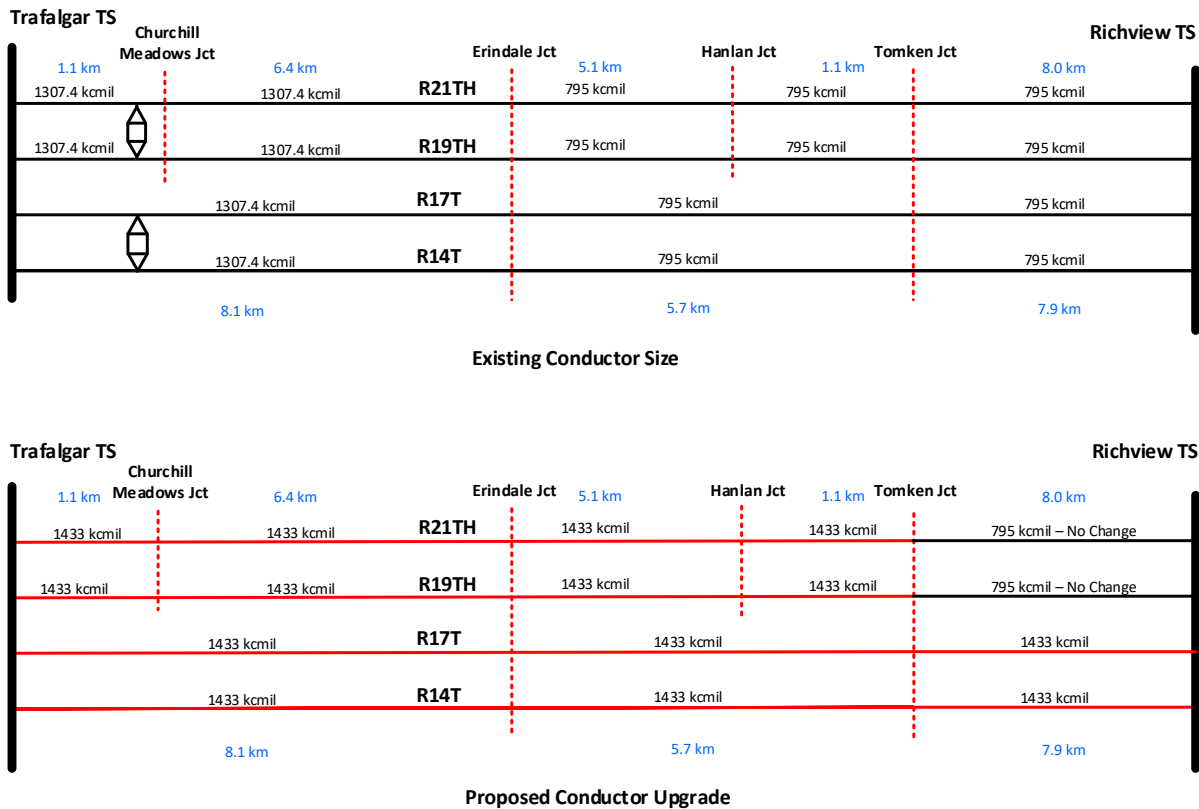 Trafalgar TS
Churchill
Meadows Jct
Erindale Jct
Hanlan Jct
Tomken Jct
Richview TS
1.1 km
6.4 km
5.1 km
1.1 km
8.0 km
1307.4 kcmil
1307.4 kcmil
R21TH
795 kcmil
795 kcmil
795 kcmil
1307.4 kcmil
1307.4 kcmil
R19TH
795 kcmil
795 kcmil
795 kcmil
1307.4 kcmil
R17T
795 kcmil
795 kcmil
1307.4 kcmil
R14T
795 kcmil
795 kcmil
8.1 km
5.7 km
7.9 km
Existing Conductor Size
Trafalgar TS
Churchill
Meadows Jct
Erindale Jct
Hanlan Jct
Tomken Jct
Richview TS
1.1 km
6.4 km
5.1 km
1.1 km
8.0 km
1433 kcmil
1433 kcmil
R21TH
1433 kcmil
1433 kcmil
795 kcmil – No Change
1433 kcmil
1433 kcmil
R19TH
1433 kcmil
1433 kcmil
795 kcmil – No Change
1433 kcmil
R17T
1433 kcmil
1433 kcmil
1433 kcmil
R14T
1433 kcmil
1433 kcmil
8.1 km
5.7 km
7.9 km
Proposed Conductor Upgrade